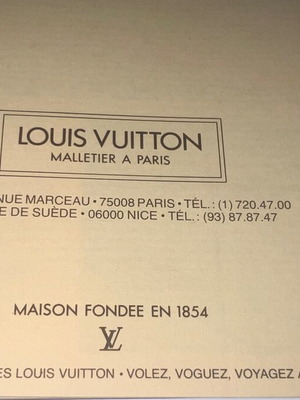 LOUIS VUITTON
MALLETIER A PARIS
NUE MARCEAU • 75008 PARIS • TÉL. : (1) 720.47.00
E DE SUÈDE • 06000 NICE • TÉL. : (93) 87.87.47
MAISON FONDEE EN 1854
LV
ES LOUIS VUITTON • VOLEZ, VOGUEZ, VOYAGEZ